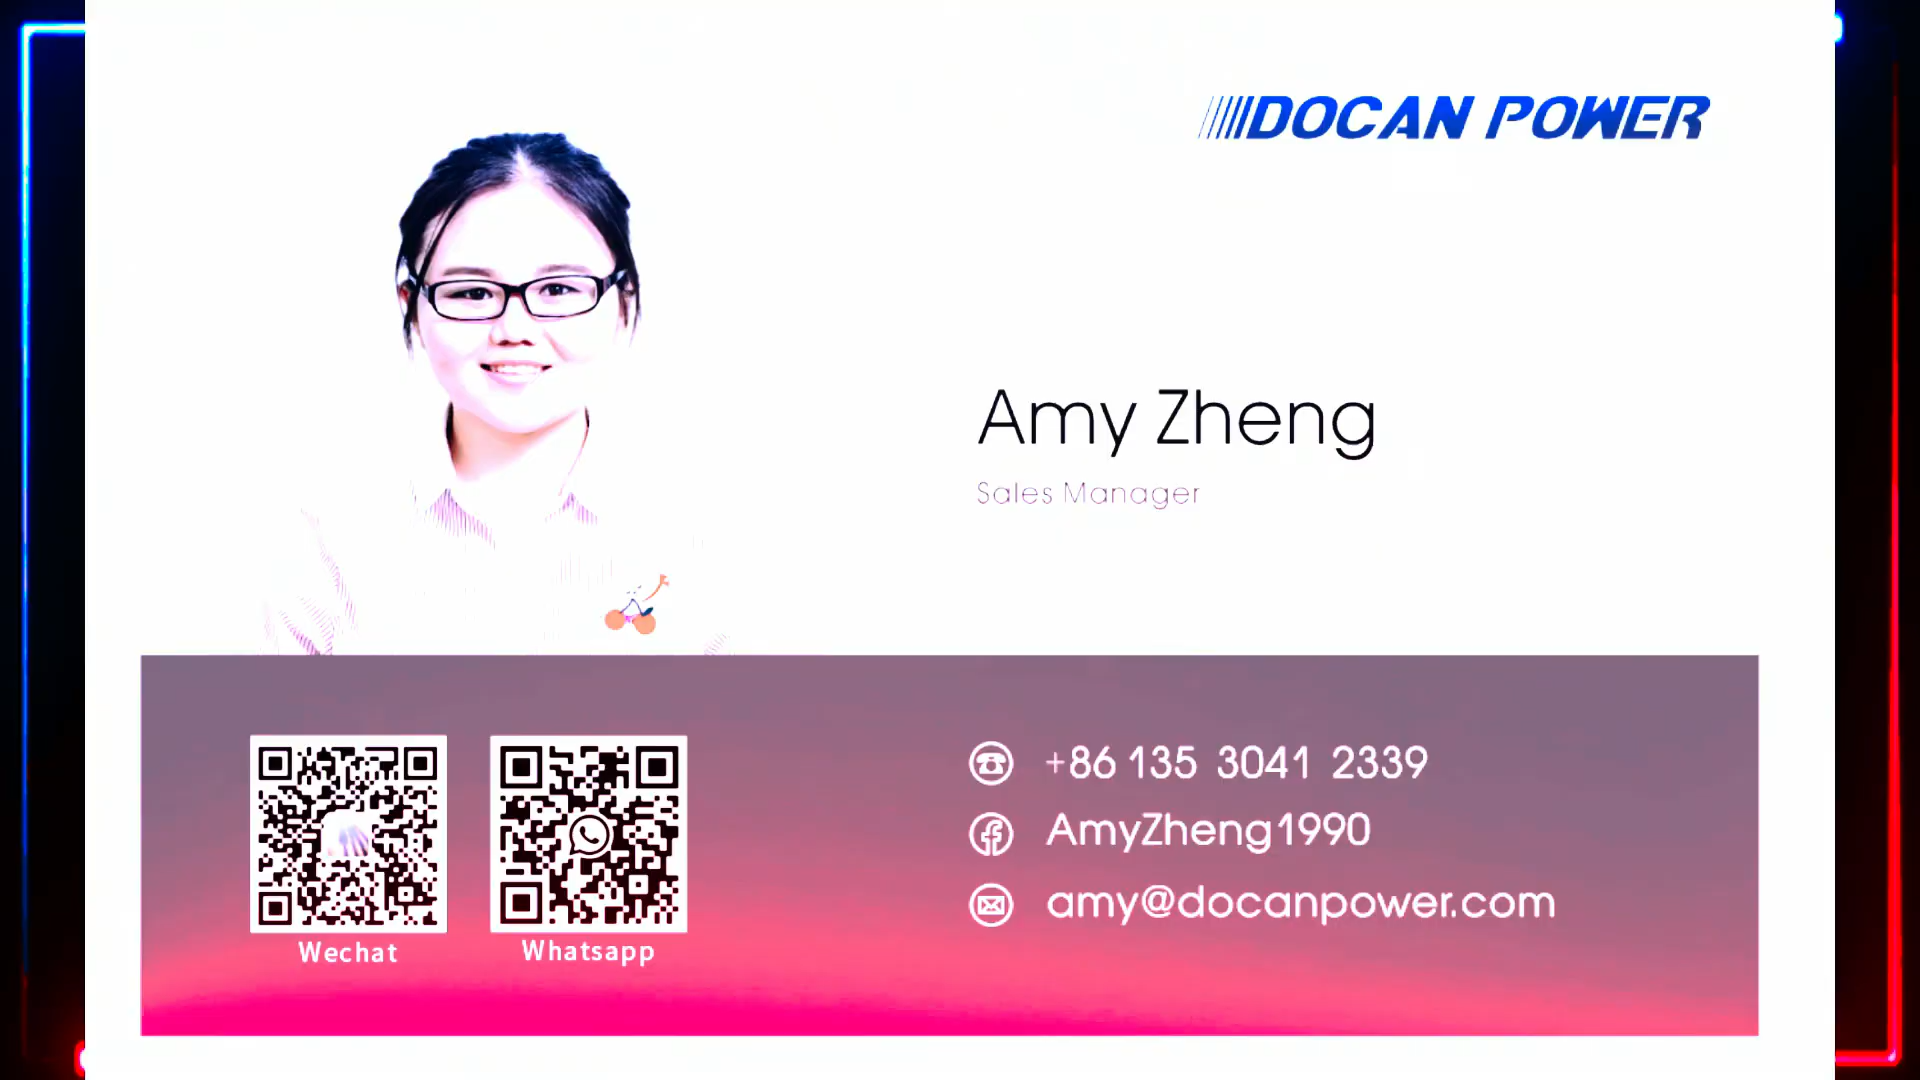 DOCAN POWER
Amy Zheng
Sales Manager
+86 135 3041 2339
AmyZheng1990
amy@docanpower.com
Wechat
Whatsapp